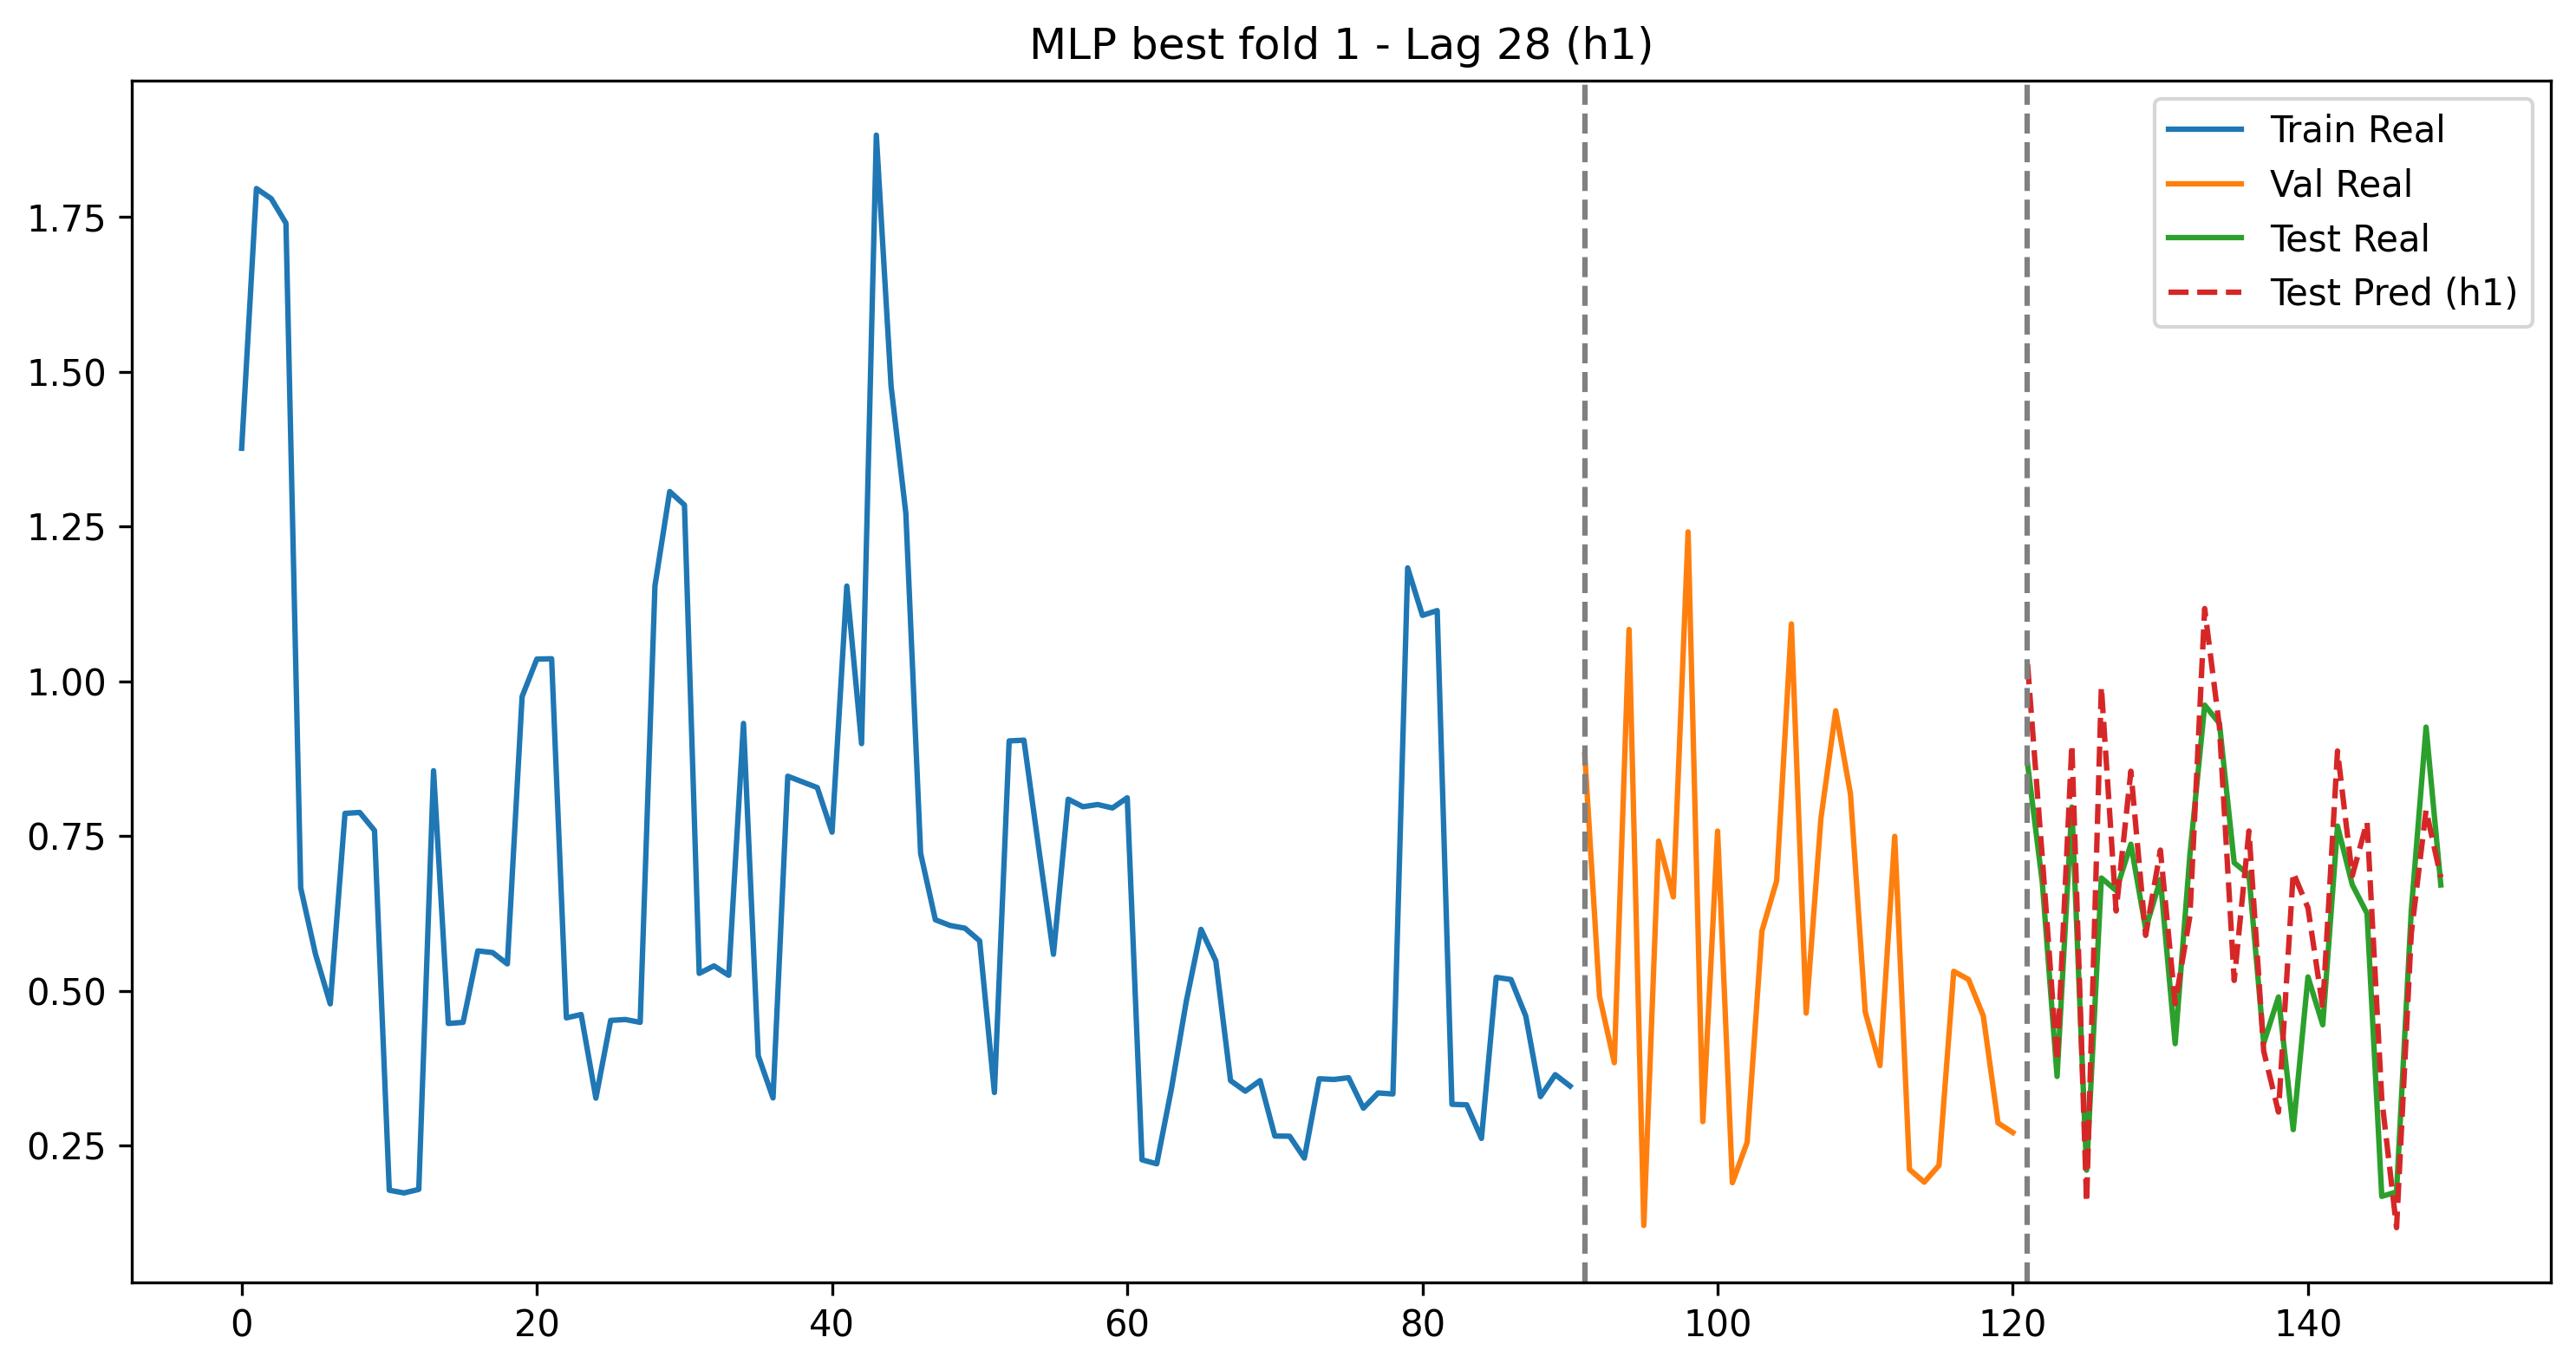 MLP best fold 1 - Lag 28 (h1)
Train Real
Val Real
Test Real
Test Pred (h1)
1.75
1.50
1.25
1.00
0.75
0.50
0.25
0 20 40 60 80 100 120 140